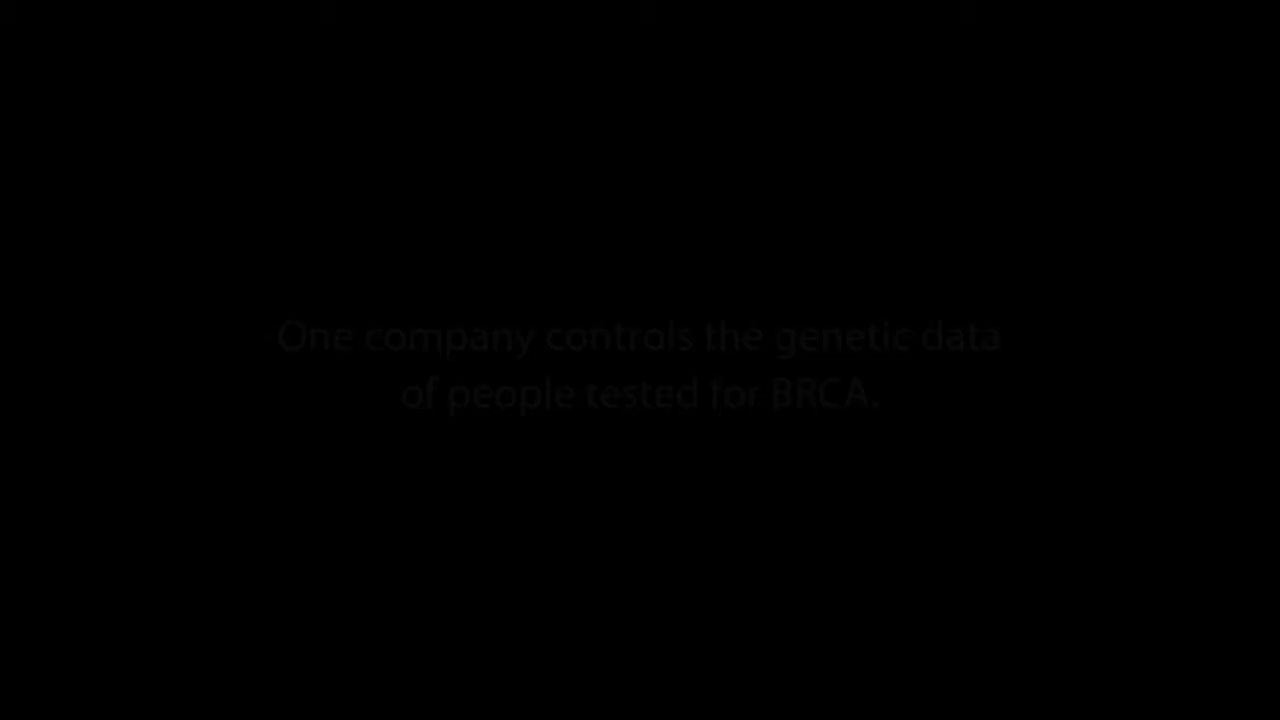 One company controls the genetic data
of people tested for BRCA.